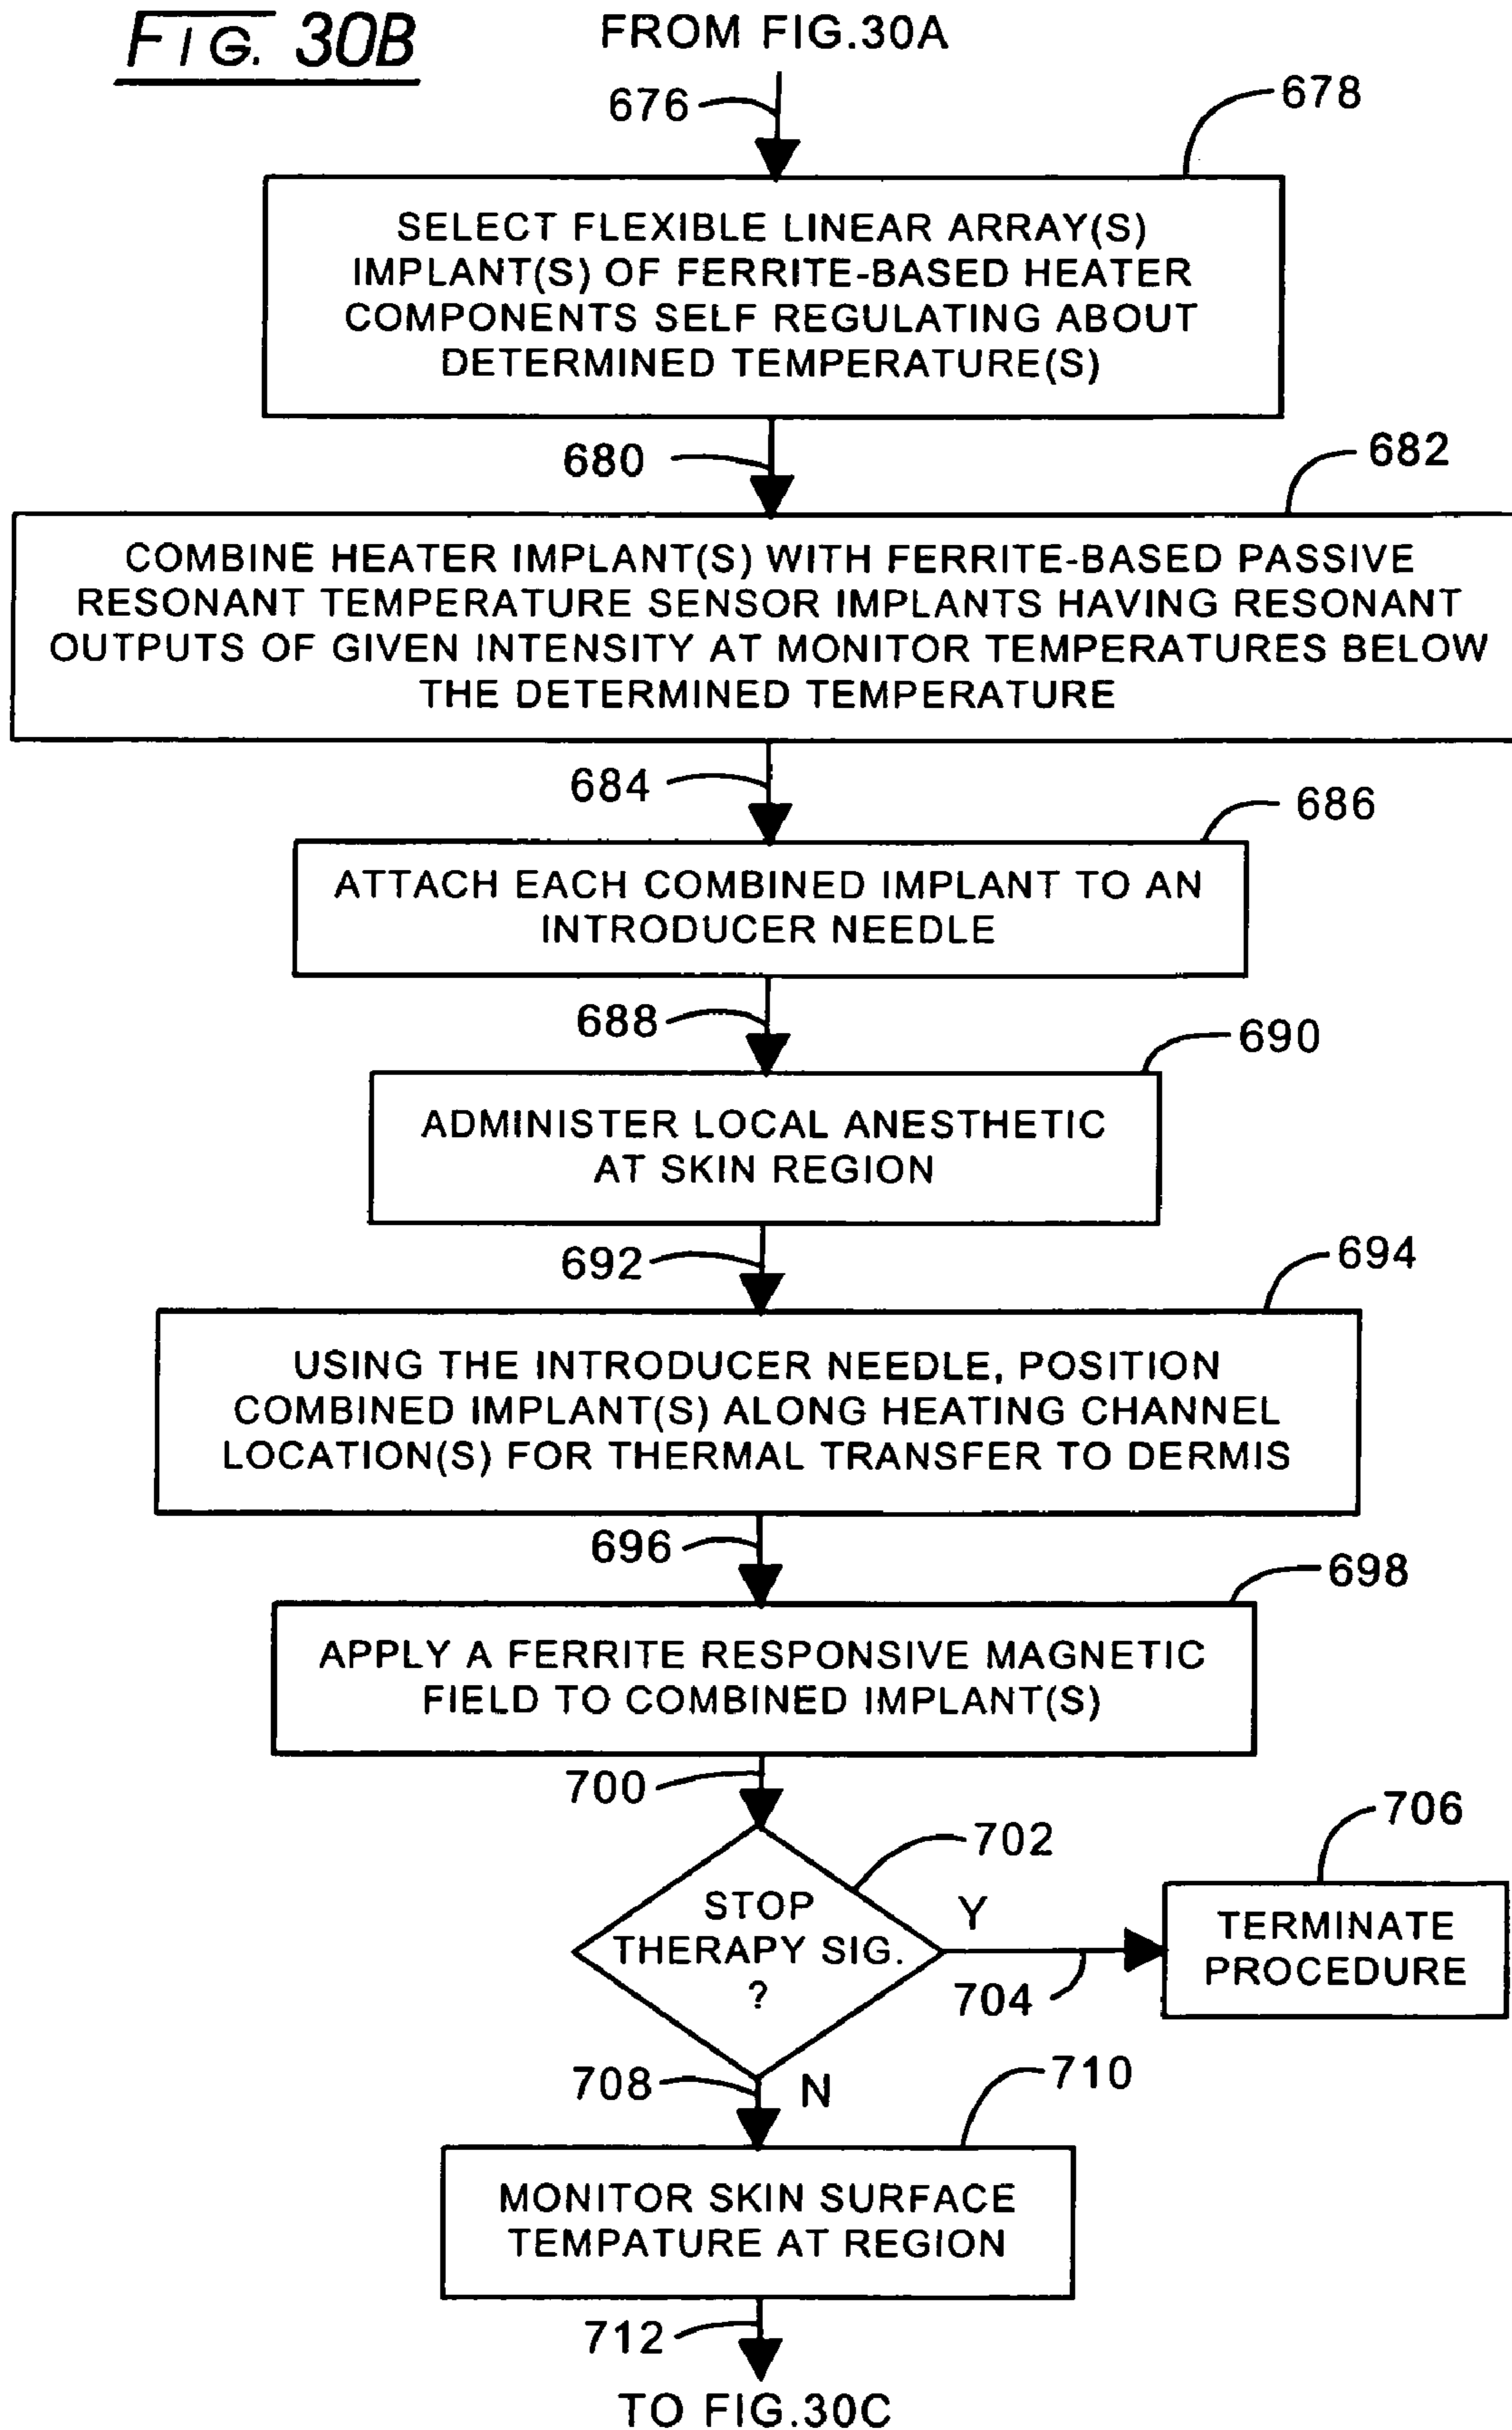 FIG. 30B
FROM FIG.30A
676
678
SELECT FLEXIBLE LINEAR ARRAY(S)
IMPLANT(S) OF FERRITE-BASED HEATER
COMPONENTS SELF REGULATING ABOUT
DETERMINED TEMPERATURE(S)
680
682
COMBINE HEATER IMPLANT(S) WITH FERRITE-BASED PASSIVE
RESONANT TEMPERATURE SENSOR IMPLANTS HAVING RESONANT
OUTPUTS OF GIVEN INTENSITY AT MONITOR TEMPERATURES BELOW
THE DETERMINED TEMPERATURE
684
686
ATTACH EACH COMBINED IMPLANT TO AN
INTRODUCER NEEDLE
688
690
ADMINISTER LOCAL ANESTHETIC
AT SKIN REGION
692
694
USING THE INTRODUCER NEEDLE, POSITION
COMBINED IMPLANT(S) ALONG HEATING CHANNEL
LOCATION(S) FOR THERMAL TRANSFER TO DERMIS
696
698
APPLY A FERRITE RESPONSIVE MAGNETIC
FIELD TO COMBINED IMPLANT(S)
700
702
STOP
THERAPY SIG.
?
Y
704
706
TERMINATE
PROCEDURE
708
N
710
MONITOR SKIN SURFACE
TEMPATURE AT REGION
712
TO FIG.30C